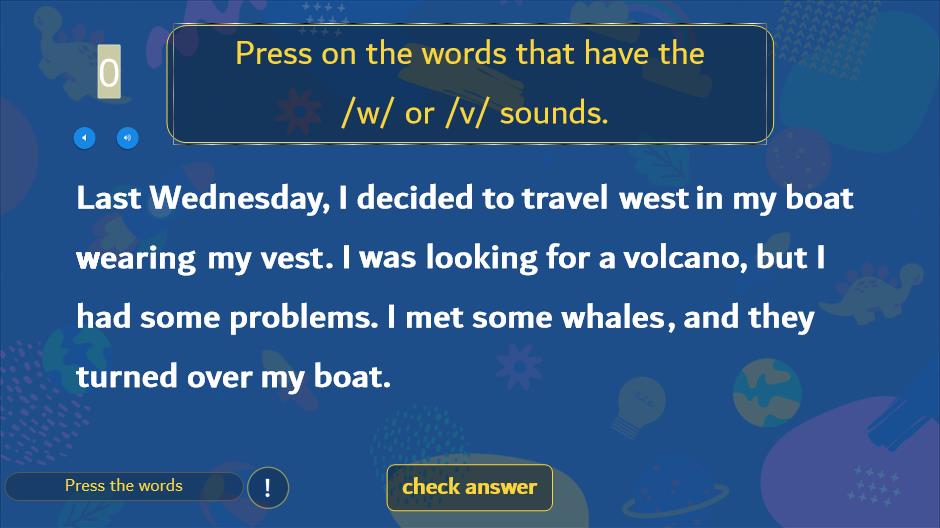 0
Press on the words that have the
/w/ or /v/ sounds.
Last Wednesday, I decided to travel west in my boat
wearing my vest. I was looking for a volcano, but I
had some problems. I met some whales, and they
turned over my boat.
Press the words
!
check answer